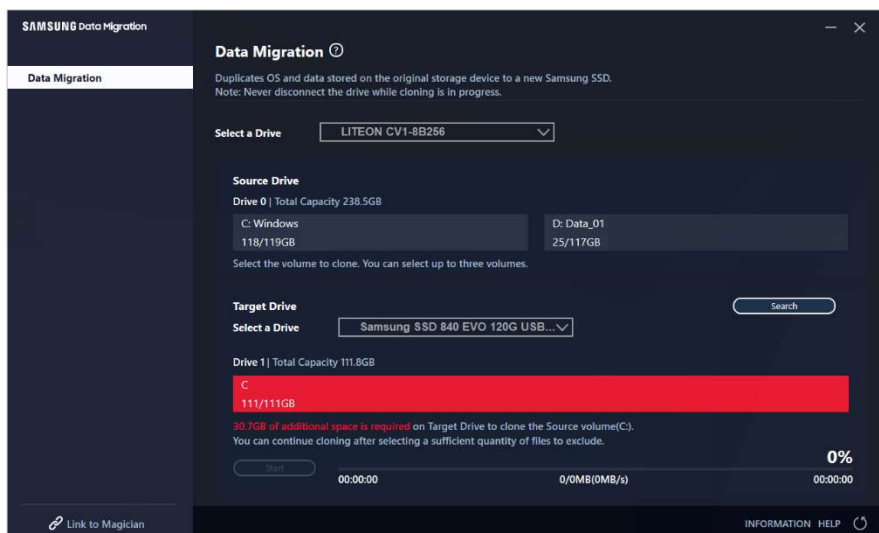 SAMSUNG Data Migration
Data Migration
Data Migration ?
Duplicates OS and data stored on the original storage device to a new Samsung SSD.
Note: Never disconnect the drive while cloning is in progress.
Select a Drive LITEON CV1-8B256
Source Drive
Drive 0 | Total Capacity 238.5GB
C: Windows D: Data_01
118/119GB 25/117GB
Select the volume to clone. You can select up to three volumes.
Target Drive Search
Select a Drive Samsung SSD 840 EVO 120G USB...
Drive 1 | Total Capacity 111.8GB
C
111/111GB
30.7GB of additional space is required on Target Drive to clone the Source volume(C:).
You can continue cloning after selecting a sufficient quantity of files to exclude.
0%
Start
00:00:00 0/0MB(0MB/s) 00:00:00
Link to Magician INFORMATION HELP